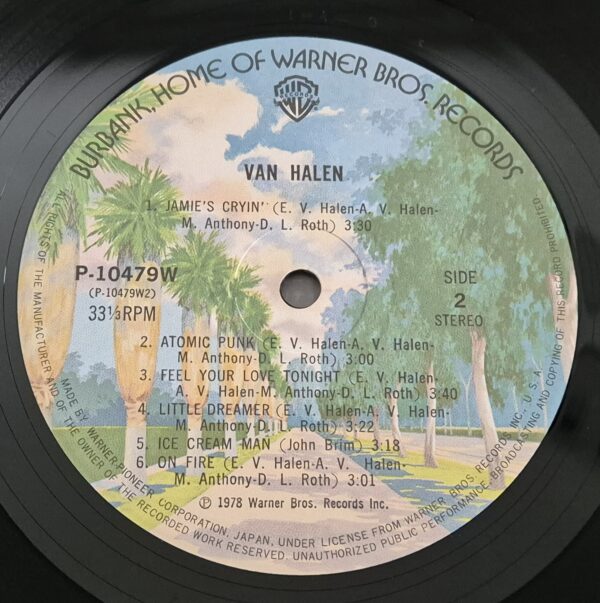 BURBANK, HOME OF WARNER BROS. RECORDS
RECORDS
VAN HALEN
1. JAMIE'S CRYIN' (E. V. Halen-A. V. Halen-
M. Anthony-D. L. Roth) 3:30
P-10479W
(P-10479W2)
33⅓RPM
SIDE
2
STEREO
2. ATOMIC PUNK (E. V. Halen-A. V. Halen-
M. Anthony-D. L. Roth) 3:00
3. FEEL YOUR LOVE TONIGHT (E. V. Halen-
A. V. Halen-M. Anthony-D. L. Roth) 3:40
4. LITTLE DREAMER (E. V. Halen-A. V. Halen-
M. Anthony-D. L. Roth) 3:22
5. ICE CREAM MAN (John Brim) 3:18
6. ON FIRE (E. V. Halen-A. V. Halen-
M. Anthony-D. L. Roth) 3:01
Ⓟ 1978 Warner Bros. Records Inc.
MADE BY WARNER-PIONEER CORPORATION, JAPAN, UNDER LICENSE FROM WARNER BROS. RECORDS INC., U.S.A.
ALL RIGHTS OF THE MANUFACTURER AND OF THE OWNER OF THE RECORDED WORK RESERVED. UNAUTHORIZED PUBLIC PERFORMANCE, BROADCASTING AND COPYING OF THIS RECORD PROHIBITED